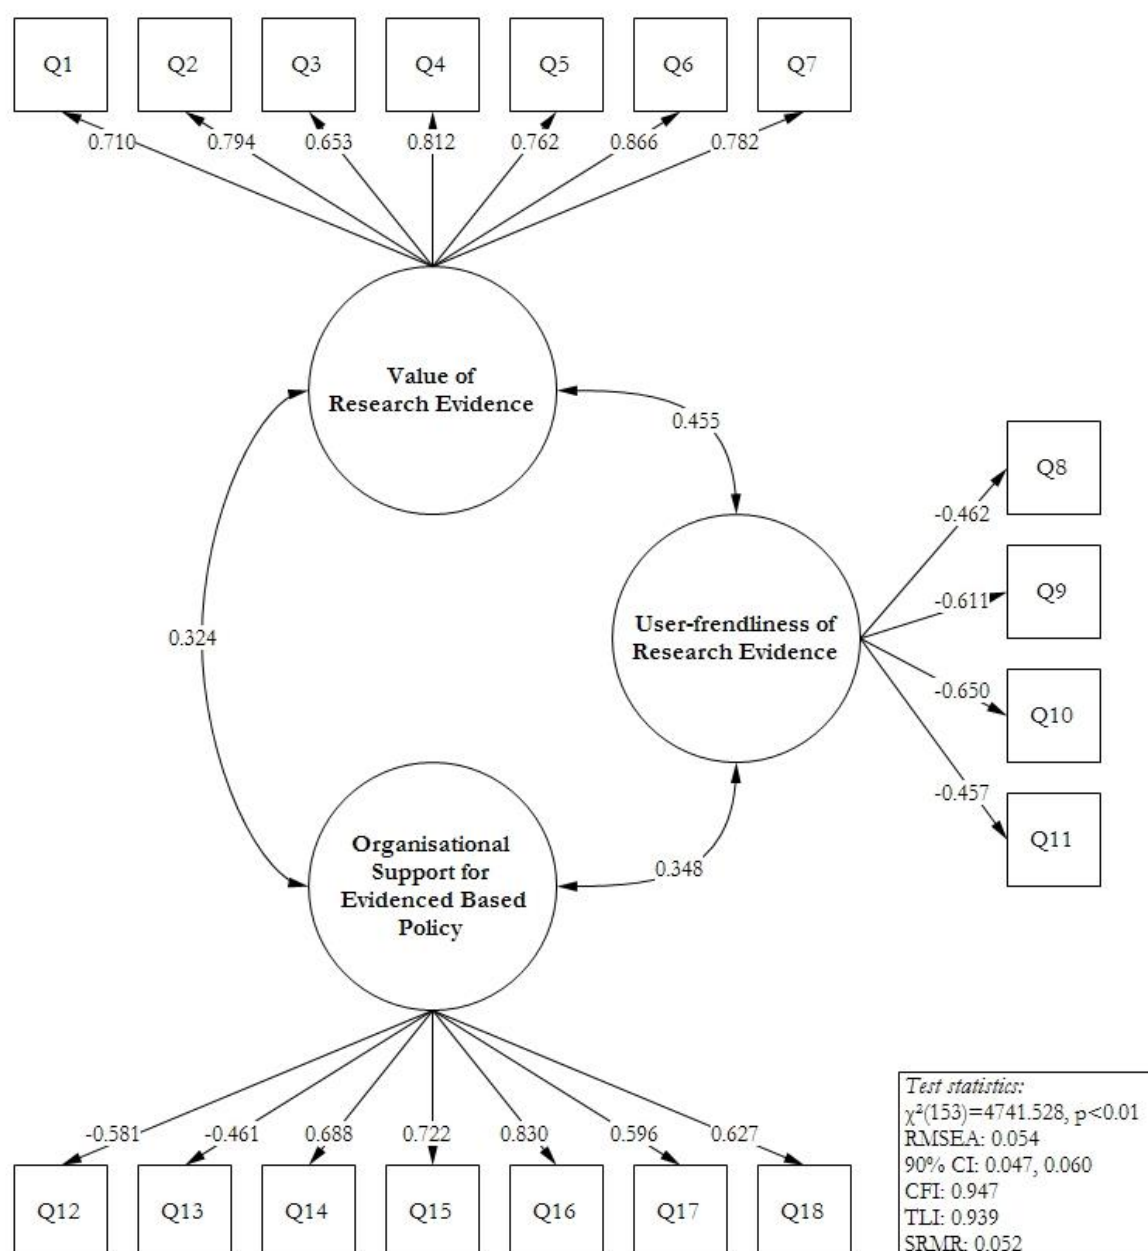 Q1 Q2 Q3 Q4 Q5 Q6 Q7
0.710 0.794 0.653 0.812 0.762 0.866 0.782
Value of
Research Evidence
0.455
Q8
-0.462
Q9
-0.611
User-frendliness of
Research Evidence
0.324
-0.650
Q10
-0.457
Q11
Organisational
Support for
Evidenced Based
Policy
0.348
-0.581 -0.461 0.688 0.722 0.830 0.596 0.627
Q12 Q13 Q14 Q15 Q16 Q17 Q18
Test statistics:
χ²(153)=4741.528, p<0.01
RMSEA: 0.054
90% CI: 0.047, 0.060
CFI: 0.947
TLI: 0.939
SRMR: 0.052